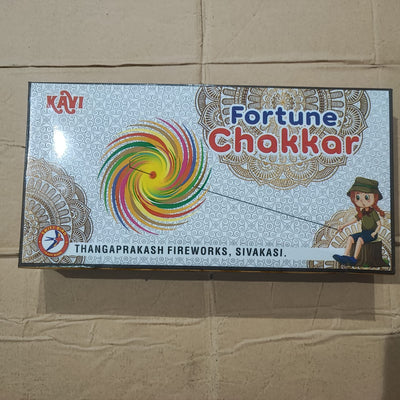 KAVI
Fortune
Chakkar
THANGAPRAKASH FIREWORKS, SIVAKASI.